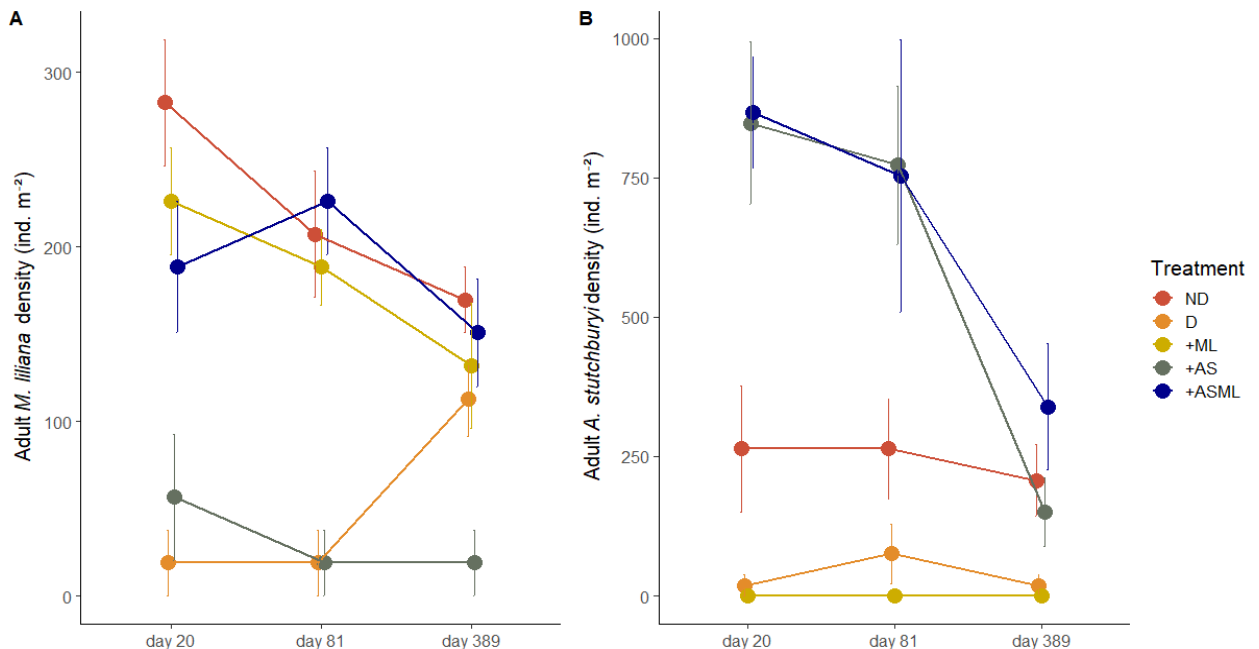 A
Adult M. liliana density (ind. m⁻²)
300
200
100
0
day 20
day 81
day 389
B
Adult A. stutchburyi density (ind. m⁻²)
1000
750
500
250
0
day 20
day 81
day 389
Treatment
ND
D
+ML
+AS
+ASML